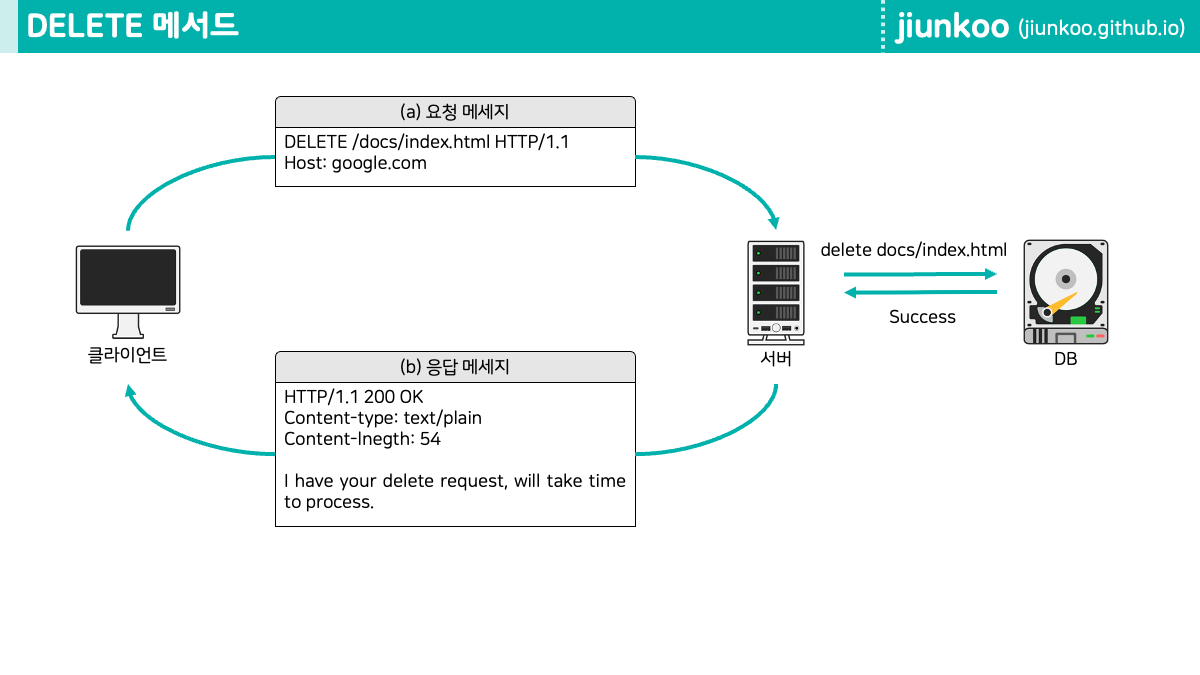 DELETE 메서드
jiunkoo (jiunkoo.github.io)
(a) 요청 메세지
DELETE /docs/index.html HTTP/1.1
Host: google.com
delete docs/index.html
Success
클라이언트
서버
DB
(b) 응답 메세지
HTTP/1.1 200 OK
Content-type: text/plain
Content-lnegth: 54
I have your delete request, will take time
to process.